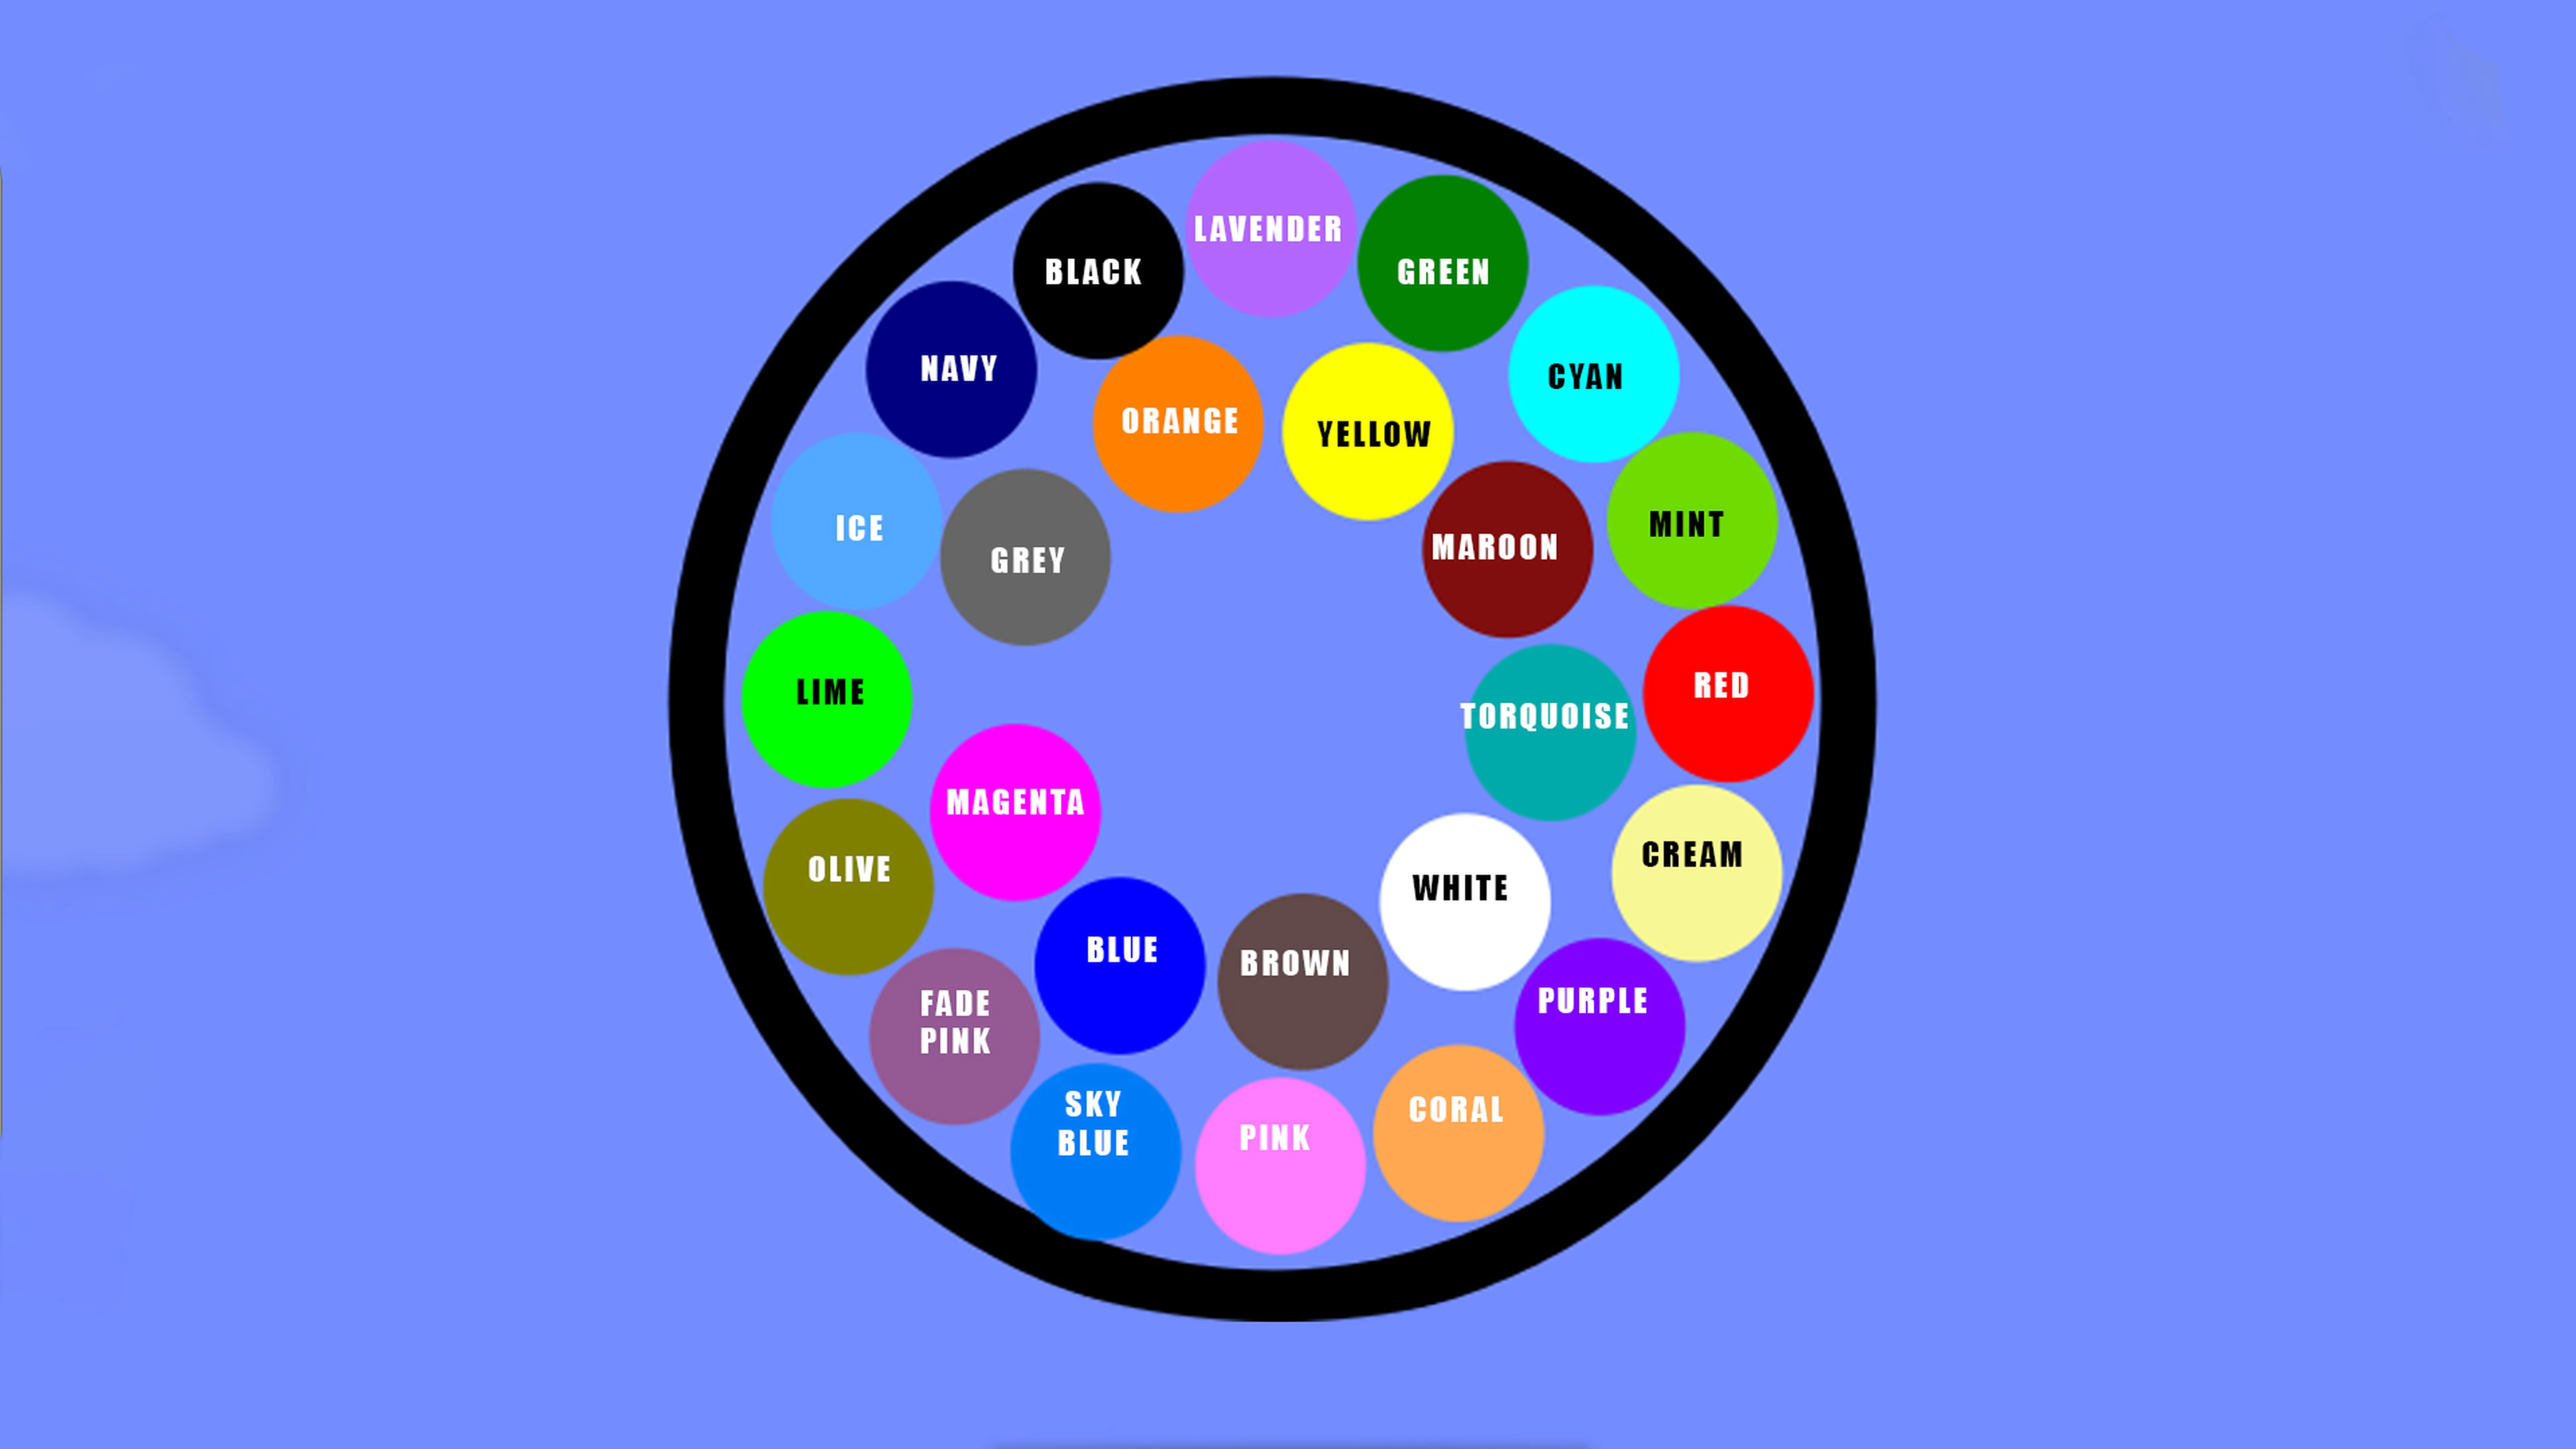 LAVENDER
BLACK
GREEN
NAVY
CYAN
ORANGE
YELLOW
ICE
GREY
MAROON
MINT
LIME
RED
TORQUOISE
MAGENTA
OLIVE
WHITE
CREAM
BLUE
BROWN
FADE
PINK
PURPLE
SKY
BLUE
PINK
CORAL